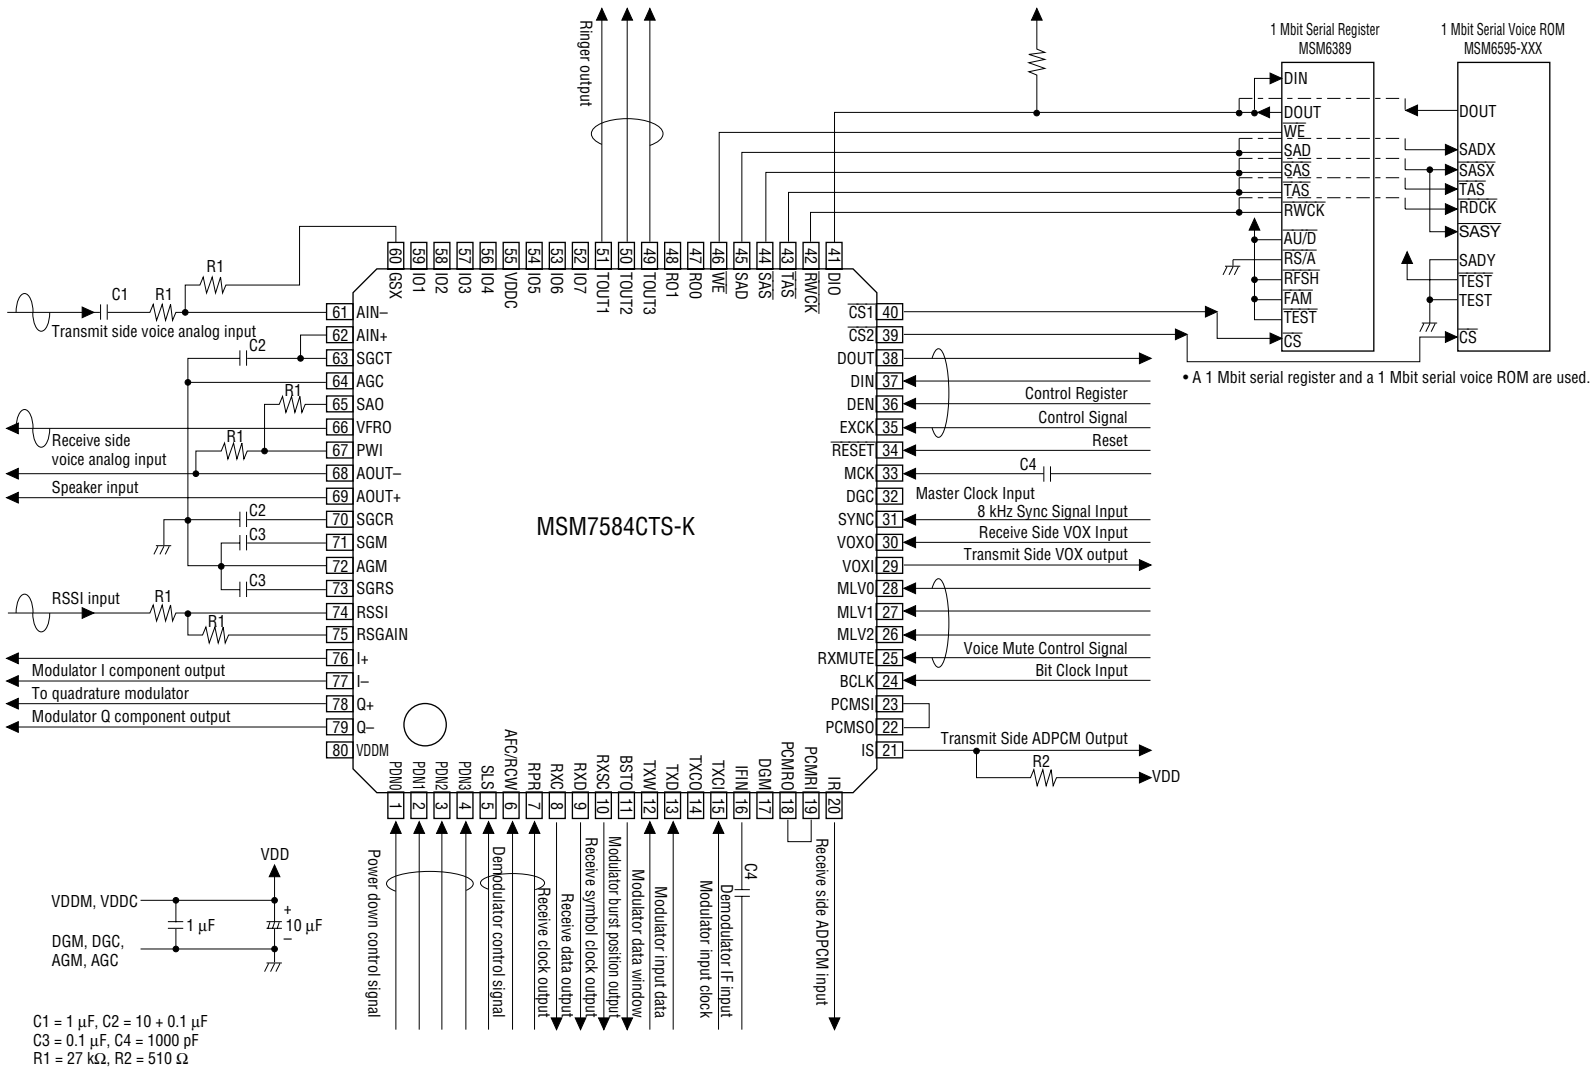 Ringer output
1 Mbit Serial Register
MSM6389
1 Mbit Serial Voice ROM
MSM6595-XXX
DIN
DOUT
WE
SAD
SAS
TAS
RWCK
AU/D
RS/A
RFSH
FAM
TEST
CS
DOUT
SADX
SASX
TAS
RDCK
SASY
SADY
TEST
TEST
CS
• A 1 Mbit serial register and a 1 Mbit serial voice ROM are used.
60 GSX
59 IO1
58 IO2
57 IO3
56 IO4
55 VDDC
54 IO5
53 IO6
52 IO7
51 TOUT1
50 TOUT2
49 TOUT3
48 RO1
47 RO0
46 WE
45 SAD
44 SAS
43 TAS
42 RWCK
41 DIO
R1
C1
R1
Transmit side voice analog input
C2
R1
R1
Receive side
voice analog input
Speaker input
C2
C3
C3
RSSI input
R1
R1
Modulator I component output
To quadrature modulator
Modulator Q component output
61 AIN–
62 AIN+
63 SGCT
64 AGC
65 SAO
66 VFRO
67 PWI
68 AOUT–
69 AOUT+
70 SGCR
71 SGM
72 AGM
73 SGRS
74 RSSI
75 RSGAIN
76 I+
77 I–
78 Q+
79 Q–
80 VDDM
MSM7584CTS-K
CS1 40
CS2 39
DOUT 38
DIN 37
DEN 36
Control Register
EXCK 35
Control Signal
RESET 34
Reset
MCK 33
C4
DGC 32
Master Clock Input
SYNC 31
8 kHz Sync Signal Input
VOXO 30
Receive Side VOX Input
VOXI 29
Transmit Side VOX output
MLV0 28
MLV1 27
MLV2 26
RXMUTE 25
Voice Mute Control Signal
BCLK 24
Bit Clock Input
PCMSI 23
PCMSO 22
IS 21
Transmit Side ADPCM Output
R2
VDD
PDN0 1
PDN1 2
PDN2 3
PDN3 4
SLS 5
AFC/RCW 6
RPR 7
RXC 8
RXD 9
RXSC 10
BSTO 11
TXW 12
TXD 13
TXCO 14
TXCI 15
IFIN 16
DGM 17
PCMRO 18
PCMRI 19
IR 20
Power down control signal
Demodulator control signal
Receive clock output
Receive data output
Receive symbol clock output
Modulator burst position output
Modulator data window
Modulator input data
Modulator input clock
Demodulator IF input
C4
Receive side ADPCM input
VDD
VDDM, VDDC
+
1 μF
10 μF
–
DGM, DGC,
AGM, AGC
C1 = 1 μF, C2 = 10 + 0.1 μF
C3 = 0.1 μF, C4 = 1000 pF
R1 = 27 kΩ, R2 = 510 Ω